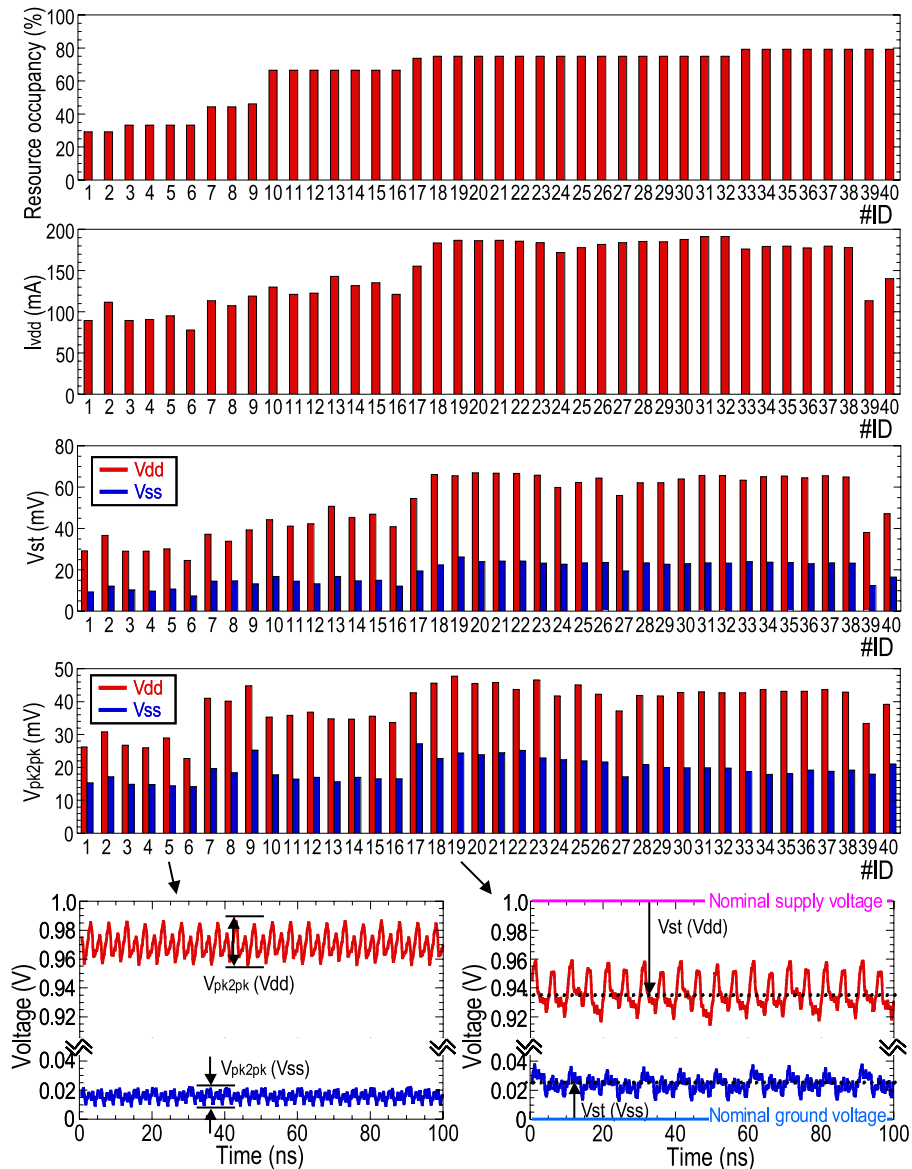 Resource occupancy (%)
100
80
60
40
20
0
1 2 3 4 5 6 7 8 9 10 11 12 13 14 15 16 17 18 19 20 21 22 23 24 25 26 27 28 29 30 31 32 33 34 35 36 37 38 39 40
#ID
Ivdd (mA)
200
150
100
50
0
1 2 3 4 5 6 7 8 9 10 11 12 13 14 15 16 17 18 19 20 21 22 23 24 25 26 27 28 29 30 31 32 33 34 35 36 37 38 39 40
#ID
Vst (mV)
80
60
40
20
0
Vdd
Vss
1 2 3 4 5 6 7 8 9 10 11 12 13 14 15 16 17 18 19 20 21 22 23 24 25 26 27 28 29 30 31 32 33 34 35 36 37 38 39 40
#ID
Vpk2pk (mV)
50
40
30
20
10
0
Vdd
Vss
1 2 3 4 5 6 7 8 9 10 11 12 13 14 15 16 17 18 19 20 21 22 23 24 25 26 27 28 29 30 31 32 33 34 35 36 37 38 39 40
#ID
Voltage (V)
1.0
0.98
0.96
0.94
0.92
0.04
0.02
0
Vpk2pk (Vdd)
Vpk2pk (Vss)
0 20 40 60 80 100
Time (ns)
Voltage (V)
1.0
0.98
0.96
0.94
0.92
0.04
0.02
0
Nominal supply voltage
Vst (Vdd)
Vst (Vss)
Nominal ground voltage
0 20 40 60 80 100
Time (ns)